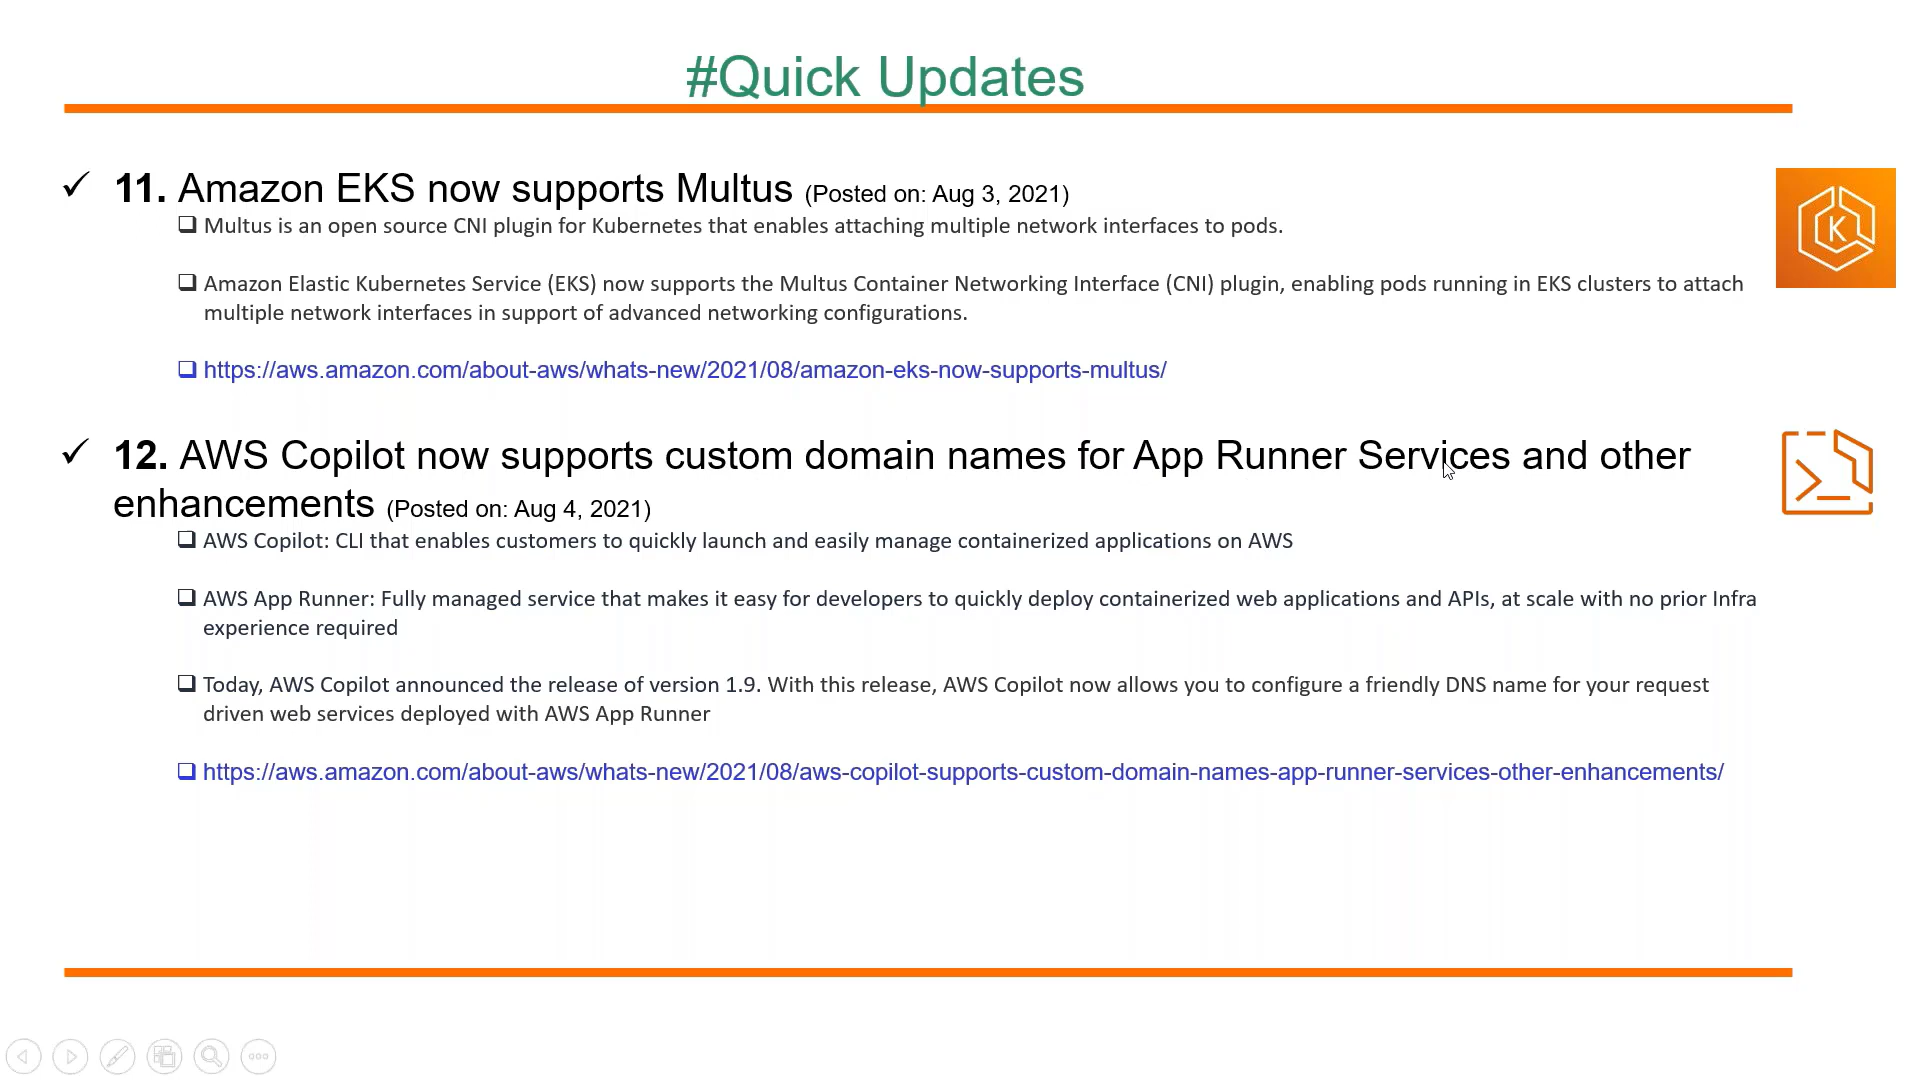 #Quick Updates
✓ 11. Amazon EKS now supports Multus (Posted on: Aug 3, 2021)
❑ Multus is an open source CNI plugin for Kubernetes that enables attaching multiple network interfaces to pods.
❑ Amazon Elastic Kubernetes Service (EKS) now supports the Multus Container Networking Interface (CNI) plugin, enabling pods running in EKS clusters to attach
multiple network interfaces in support of advanced networking configurations.
❑ https://aws.amazon.com/about-aws/whats-new/2021/08/amazon-eks-now-supports-multus/
K
✓ 12. AWS Copilot now supports custom domain names for App Runner Services and other
enhancements (Posted on: Aug 4, 2021)
❑ AWS Copilot: CLI that enables customers to quickly launch and easily manage containerized applications on AWS
❑ AWS App Runner: Fully managed service that makes it easy for developers to quickly deploy containerized web applications and APIs, at scale with no prior Infra
experience required
❑ Today, AWS Copilot announced the release of version 1.9. With this release, AWS Copilot now allows you to configure a friendly DNS name for your request
driven web services deployed with AWS App Runner
❑ https://aws.amazon.com/about-aws/whats-new/2021/08/aws-copilot-supports-custom-domain-names-app-runner-services-other-enhancements/